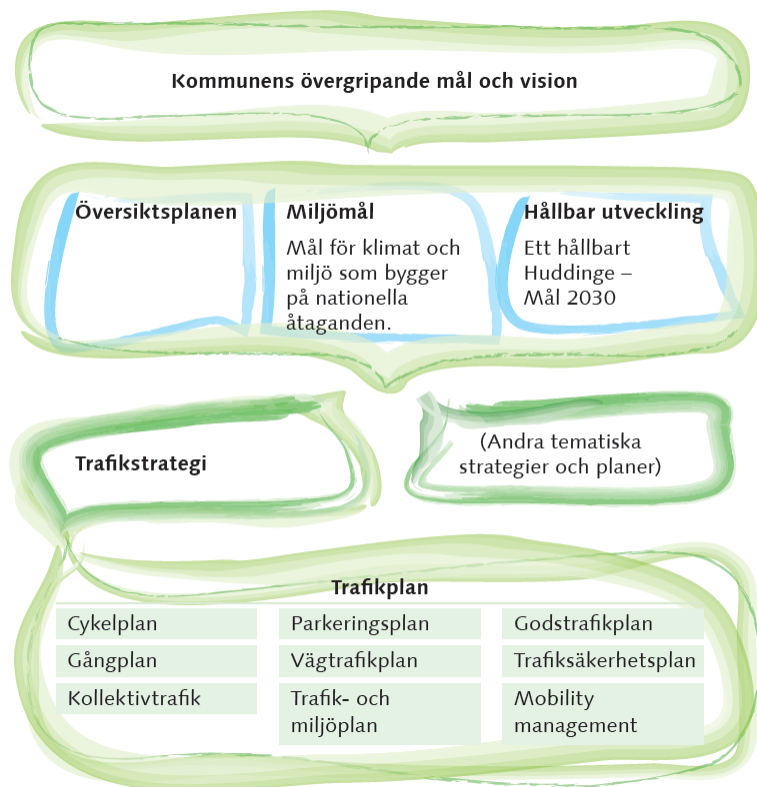 Kommunens övergripande mål och vision
Översiktsplanen
Miljömål
Mål för klimat och
miljö som bygger
på nationella
åtaganden.
Hållbar utveckling
Ett hållbart
Huddinge –
Mål 2030
Trafikstrategi
(Andra tematiska
strategier och planer)
Trafikplan
Cykelplan
Gångplan
Kollektivtrafik
Parkeringsplan
Vägtrafikplan
Trafik- och
miljöplan
Godstrafikplan
Trafiksäkerhetsplan
Mobility
management